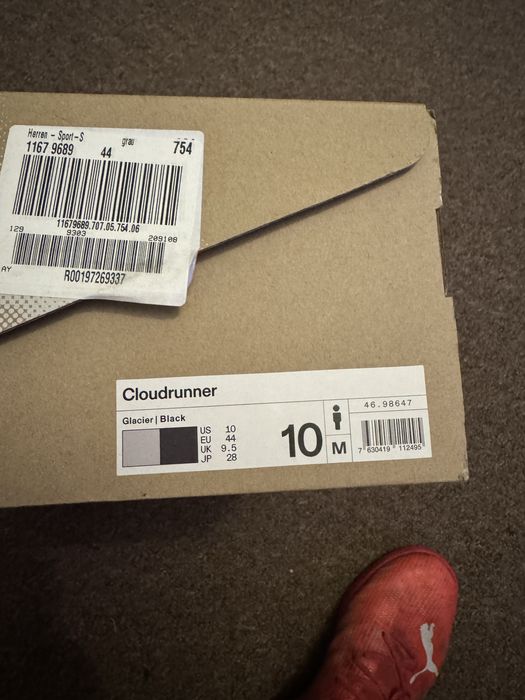 Herren - Sport-S
grau
1167 9689
44
754
11679689.707.05.754.06
129
9303
209108
AY
R00197269337
Cloudrunner
Glacier | Black
US 10
EU 44
UK 9.5
JP 28
10
M
46.98647
7 630419 112495